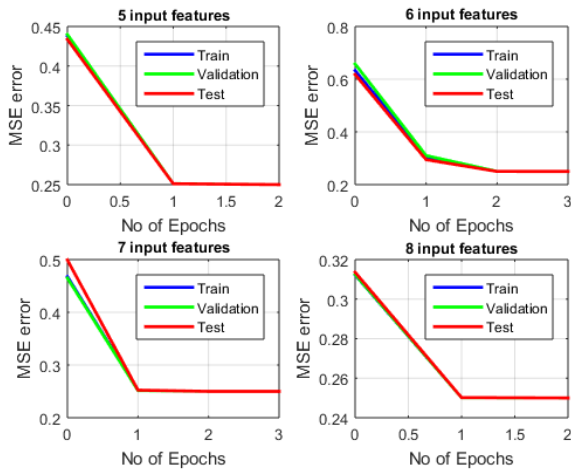 5 input features
0.45
0.4
0.35
0.3
0.25
MSE error
Train
Validation
Test
0
0.5
1
1.5
2
No of Epochs
6 input features
0.8
0.6
0.4
0.2
MSE error
Train
Validation
Test
0
1
2
3
No of Epochs
7 input features
0.5
0.4
0.3
0.2
MSE error
Train
Validation
Test
0
1
2
3
No of Epochs
8 input features
0.32
0.3
0.28
0.26
0.24
MSE error
Train
Validation
Test
0
0.5
1
1.5
2
No of Epochs